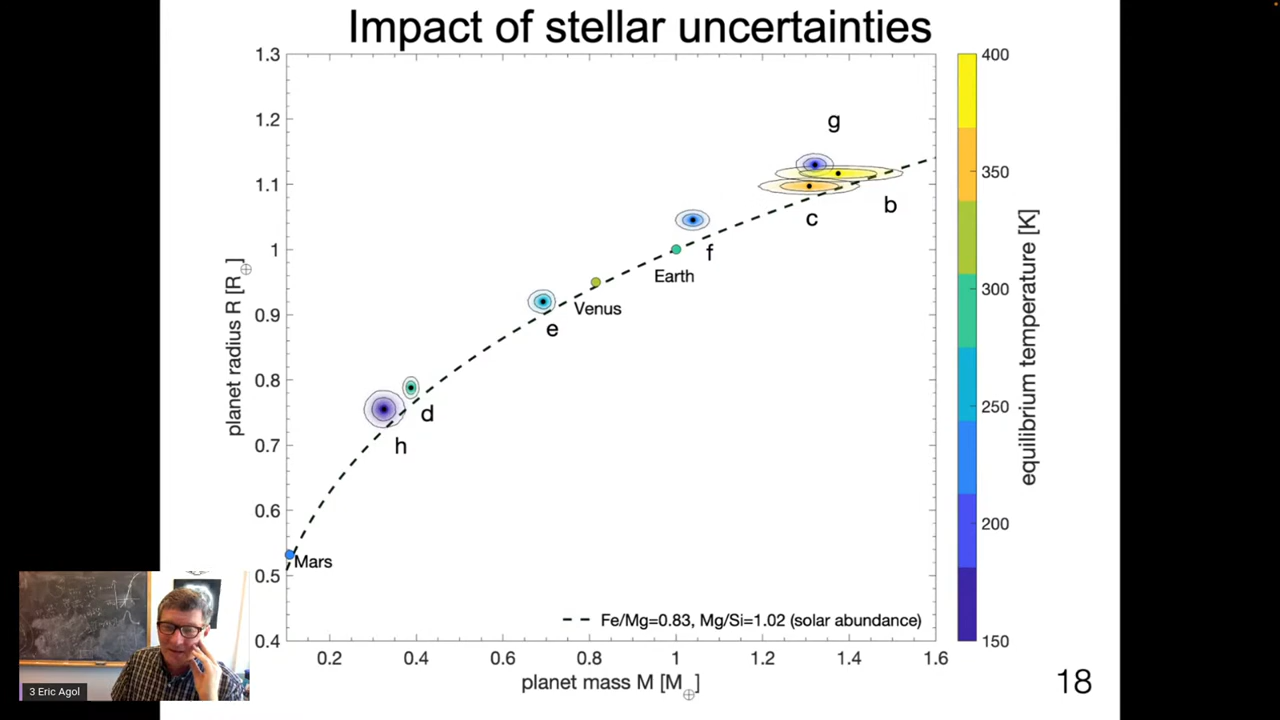 Impact of stellar uncertainties
1.3
1.2
1.1
1
0.9
0.8
0.7
0.6
0.5
0.4
planet radius R [R⊕]
g
b
c
f
Earth
Venus
e
d
h
Mars
Fe/Mg=0.83, Mg/Si=1.02 (solar abundance)
0.2 0.4 0.6 0.8 1 1.2 1.4 1.6
planet mass M [M⊕]
400
350
300
250
200
150
equilibrium temperature [K]
18
3 Eric Agol